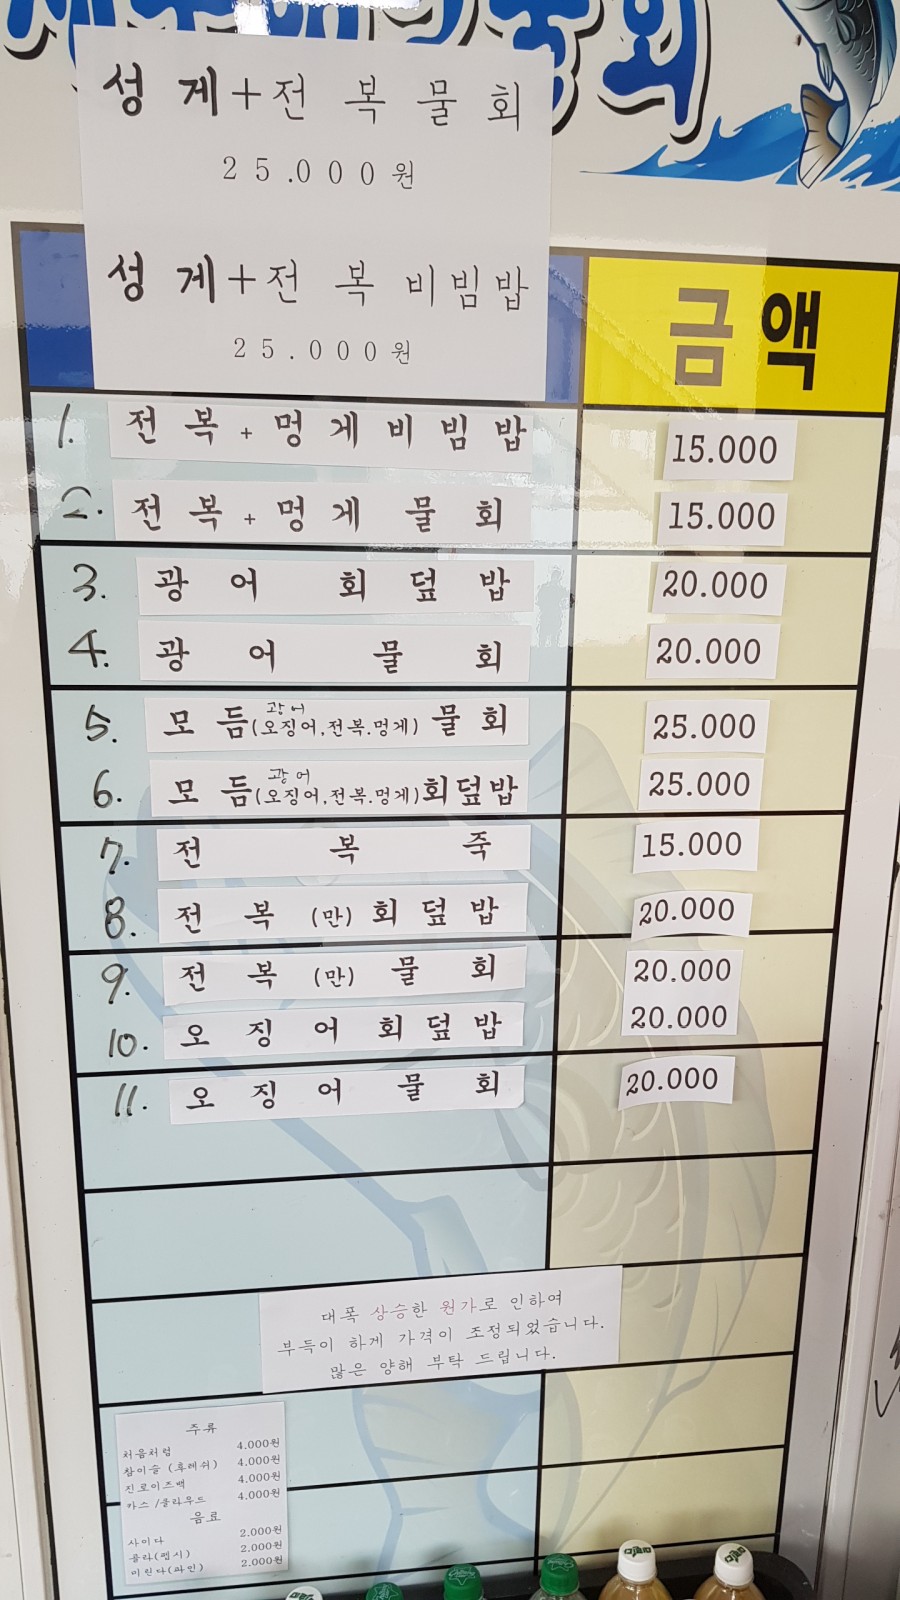 성게+전복물회
25.000원
성게+전복비빔밥
25.000원
금액
1. 전복+멍게비빔밥 15.000
2. 전복+멍게 물회 15.000
3. 광어 회덮밥 20.000
4. 광어 물회 20.000
5. 모듬(광어 오징어.전복.멍게) 물회 25.000
6. 모듬(광어 오징어.전복.멍게)회덮밥 25.000
7. 전복죽 15.000
8. 전복 (만) 회덮밥 20.000
9. 전복 (만) 물회 20.000
10. 오징어회덮밥 20.000
11. 오징어 물회 20.000
대폭 상승한 원가로 인하여
부득이 하게 가격이 조정되었습니다.
많은 양해 부탁 드립니다.
주류
처음처럼 4.000원
참이슬 (후레쉬) 4.000원
진로이즈백 4.000원
카스 /클라우드 4.000원
음료
사이다 2.000원
콜라(펩시) 2.000원
미린다(파인) 2.000원